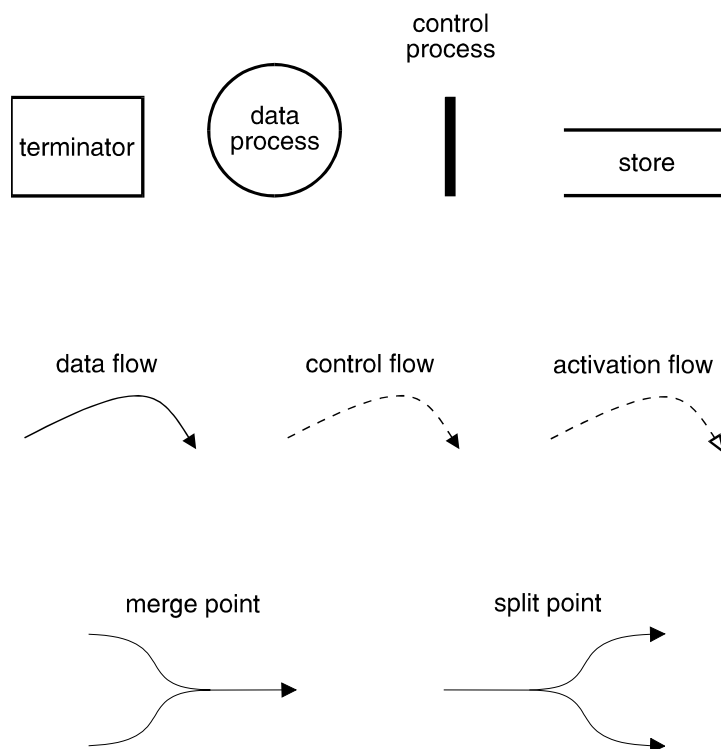 control
process
terminator
data
process
store
data flow
control flow
activation flow
merge point
split point